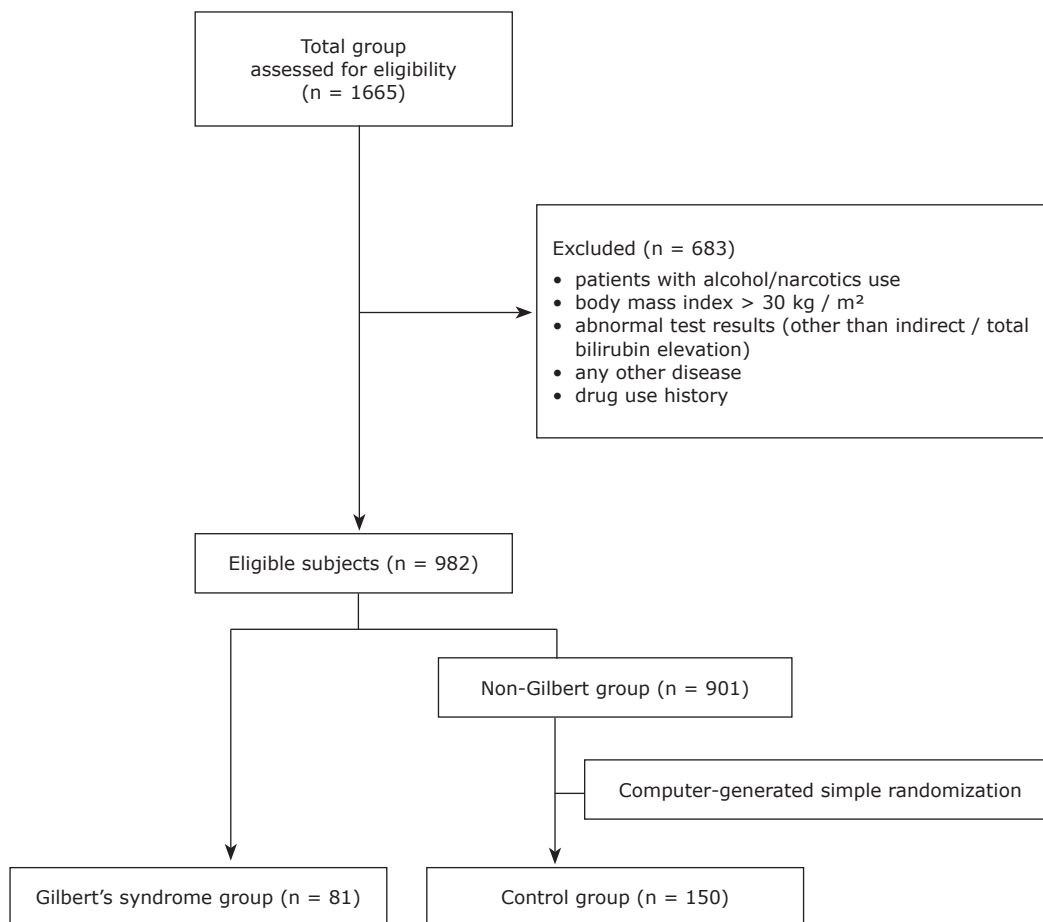 Total group
assessed for eligibility
(n = 1665)
Excluded (n = 683)
• patients with alcohol/narcotics use
• body mass index > 30 kg / m²
• abnormal test results (other than indirect / total
bilirubin elevation)
• any other disease
• drug use history
Eligible subjects (n = 982)
Non-Gilbert group (n = 901)
Computer-generated simple randomization
Gilbert’s syndrome group (n = 81)
Control group (n = 150)